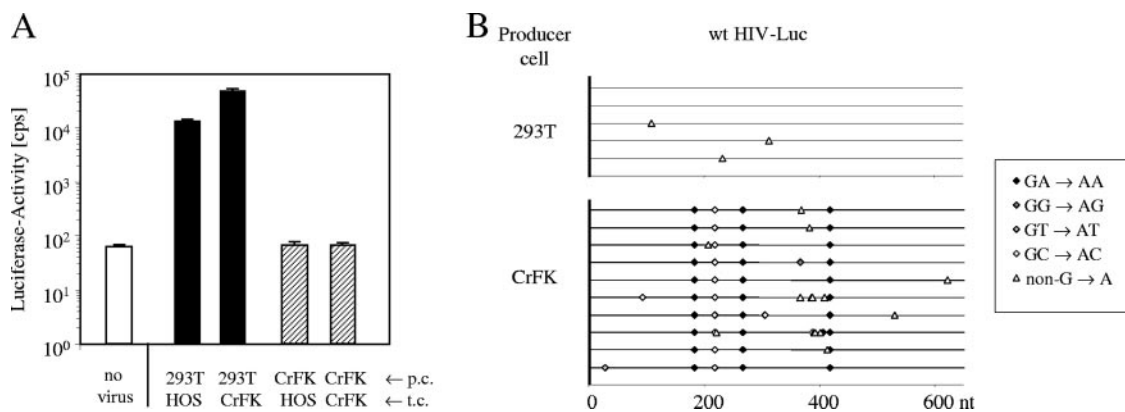 A
Luciferase-Activity [cps]
10^5
10^4
10^3
10^2
10^1
10^0
no virus
293T 293T CrFK CrFK ← p.c.
HOS CrFK HOS CrFK ← t.c.
B
Producer cell
wt HIV-Luc
293T
CrFK
0 200 400 600 nt
GA → AA
GG → AG
GT → AT
GC → AC
non-G → A